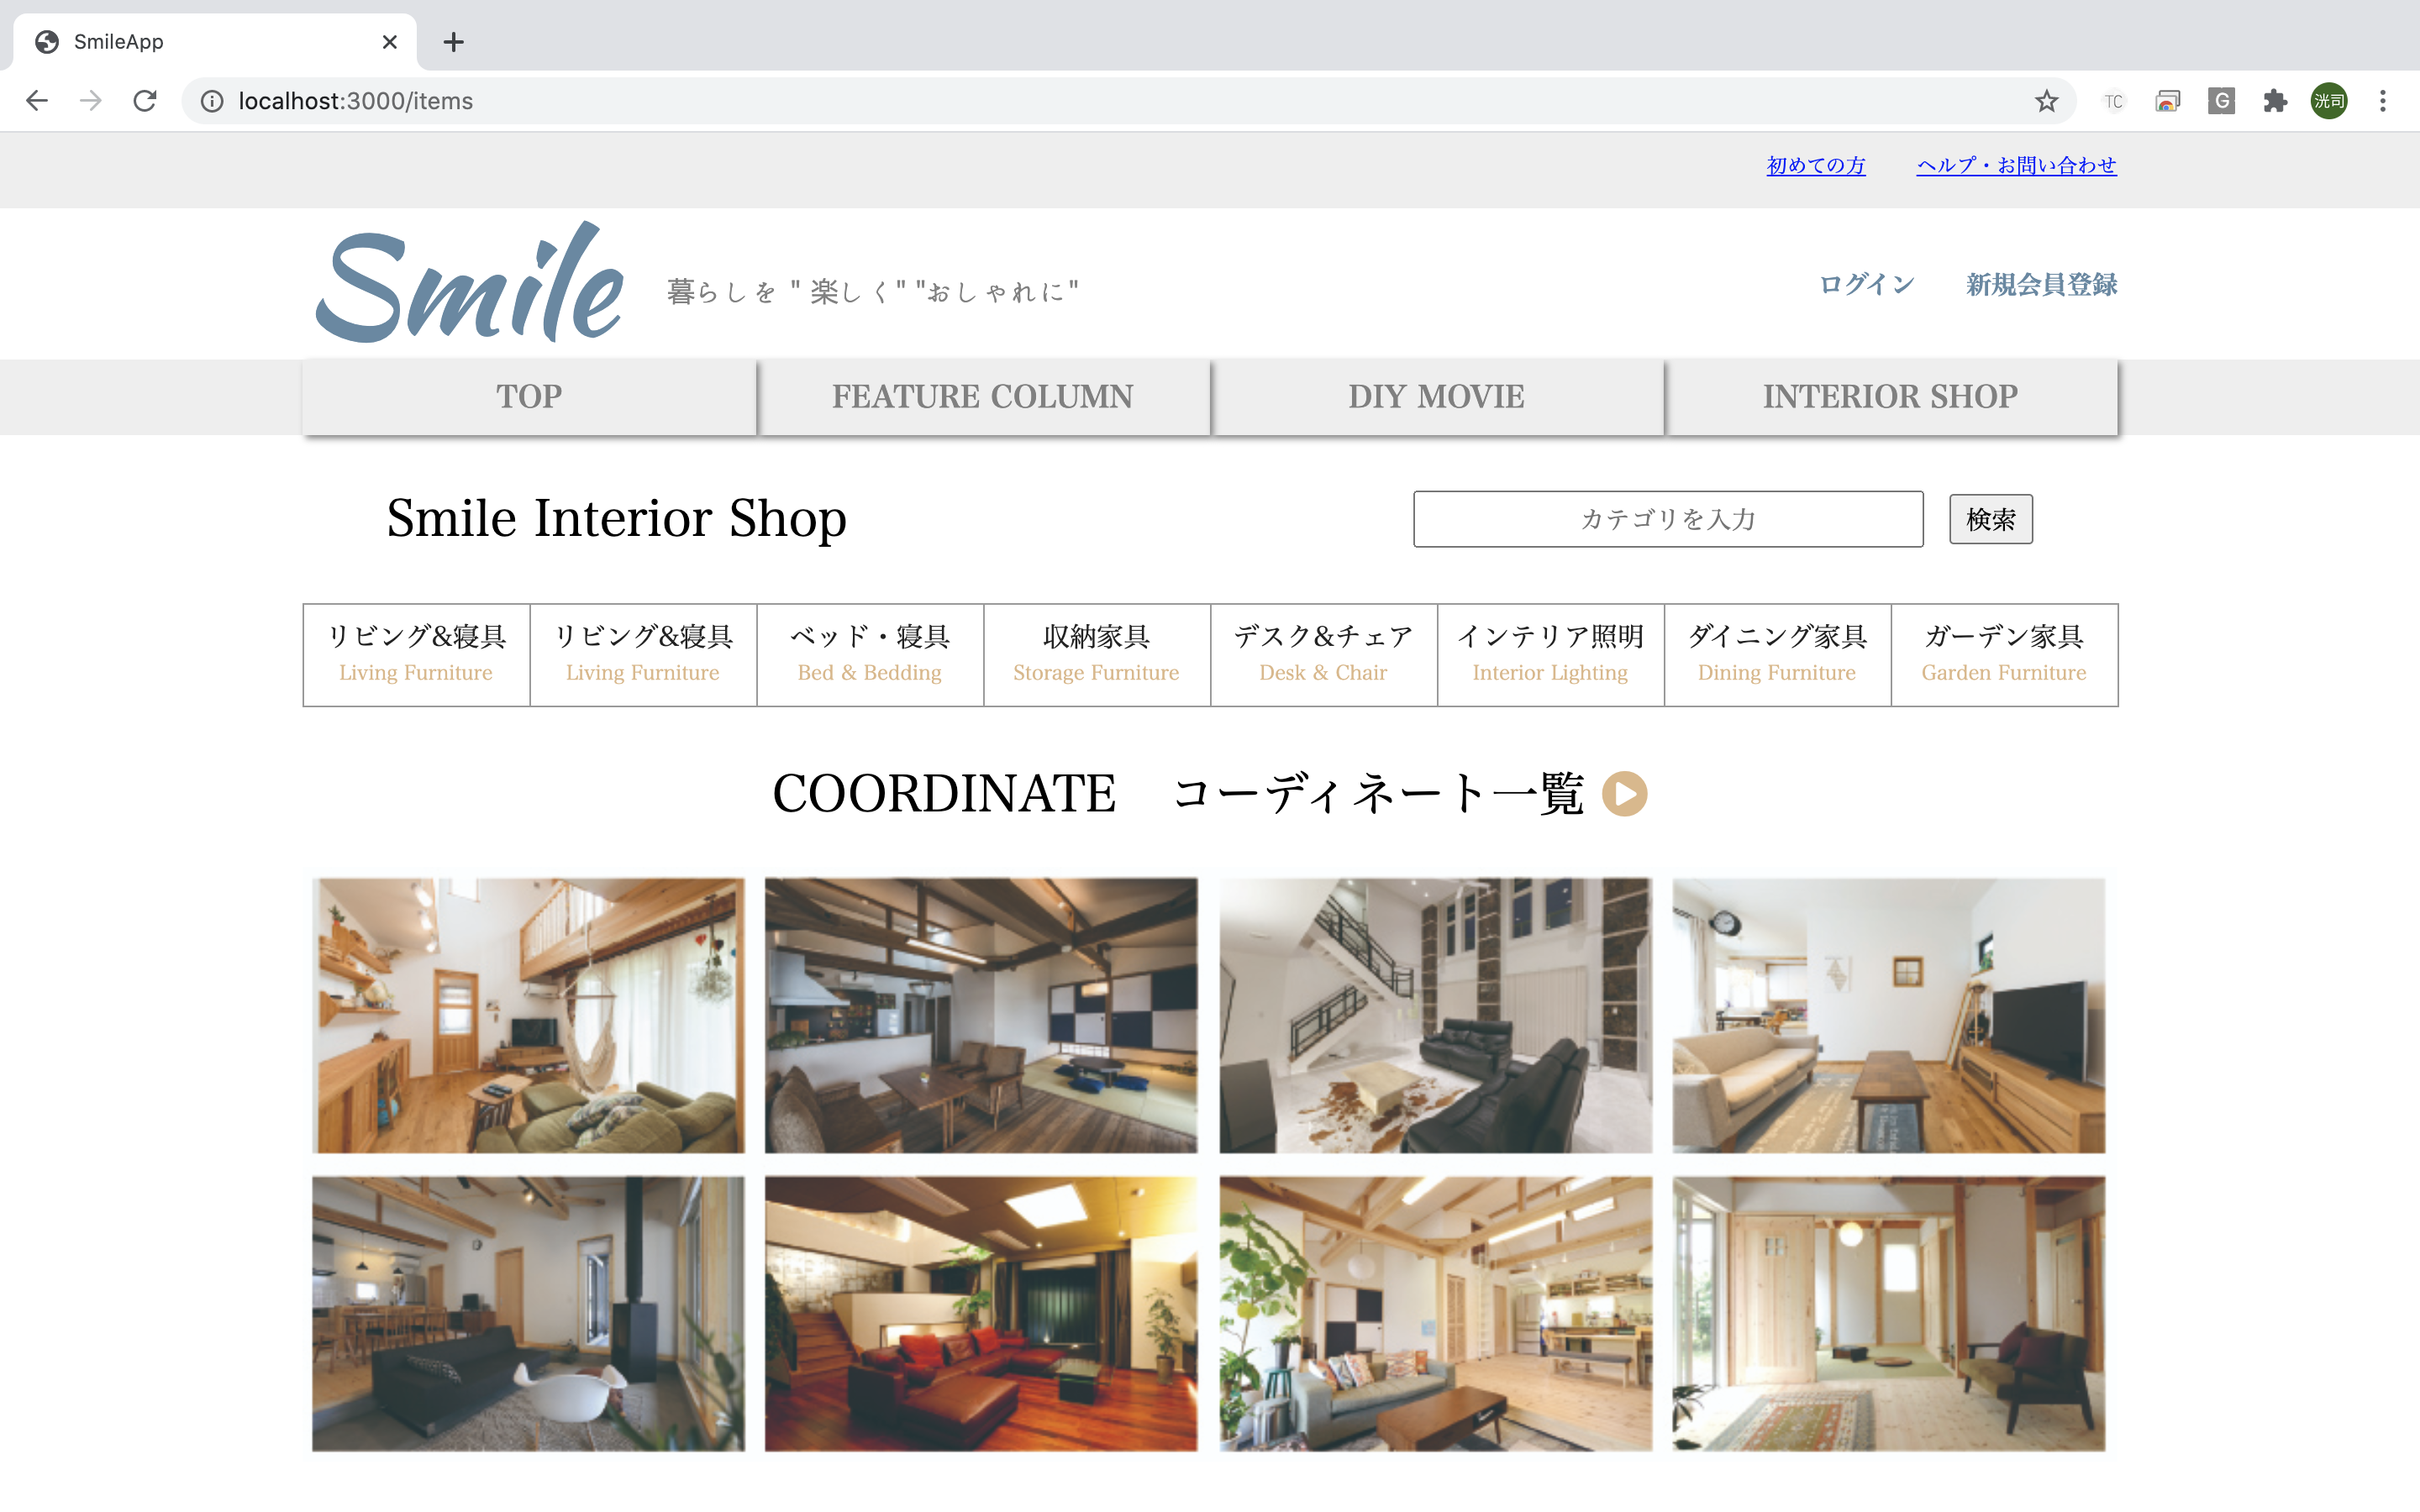 SmileApp
localhost:3000/items
TC
G
洸司
初めての方 ヘルプ・お問い合わせ
Smile 暮らしを " 楽しく" "おしゃれに"
ログイン 新規会員登録
TOP FEATURE COLUMN DIY MOVIE INTERIOR SHOP
Smile Interior Shop カテゴリを入力 検索
リビング&寝具 リビング&寝具 ベッド・寝具 収納家具 デスク&チェア インテリア照明 ダイニング家具 ガーデン家具
Living Furniture Living Furniture Bed & Bedding Storage Furniture Desk & Chair Interior Lighting Dining Furniture Garden Furniture
COORDINATE コーディネート一覧